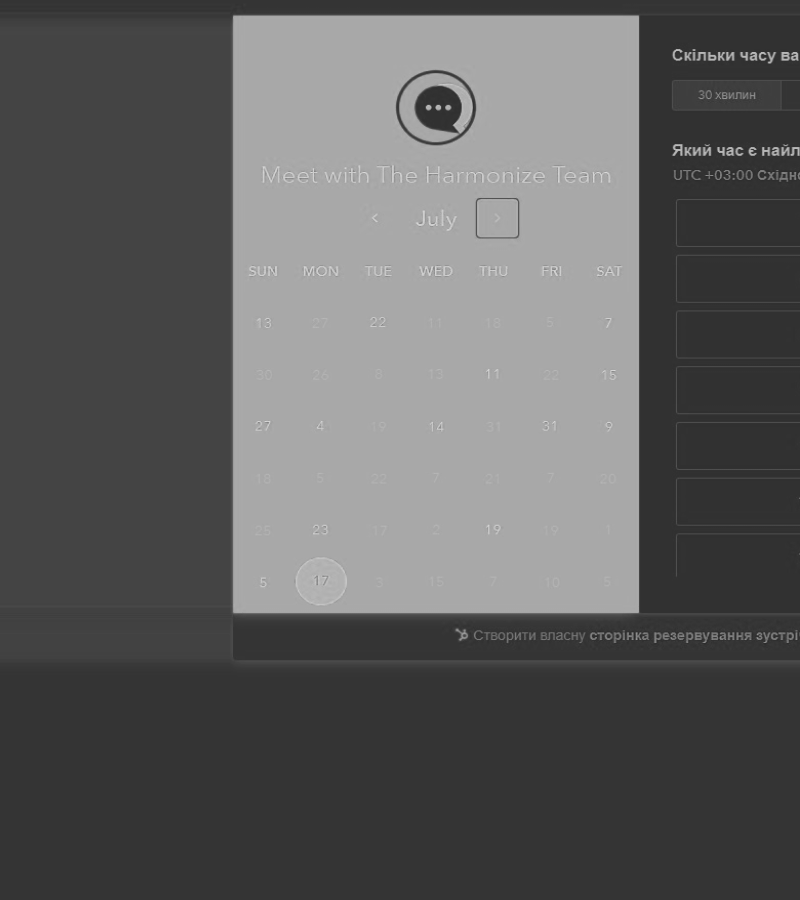 Meet with The Harmonize Team
July
SUN MON TUE WED THU FRI SAT
13 27 22 11 18 5 7
30 26 8 13 11 22 15
27 4 19 14 31 31 9
18 5 22 7 21 7 20
25 23 17 2 19 19 1
5 17 3 15 7 10 5
Скільки часу ва
30 хвилин
Який час є найл
UTC +03:00 Східно
Створити власну сторінка резервування зустрі